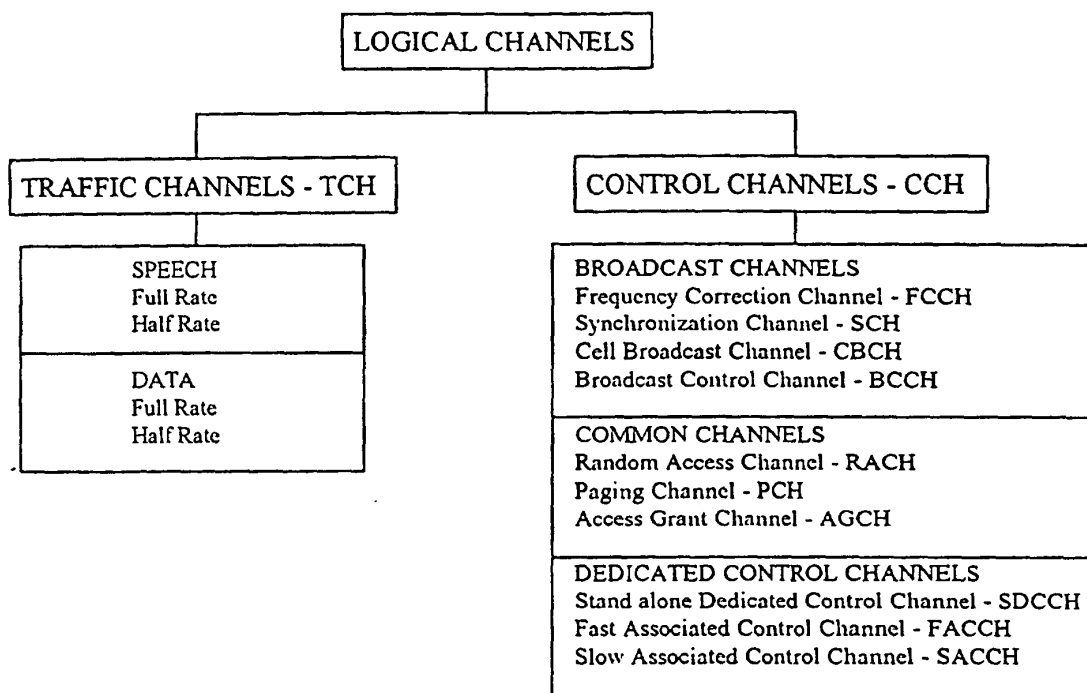 LOGICAL CHANNELS
TRAFFIC CHANNELS - TCH
CONTROL CHANNELS - CCH
SPEECH
Full Rate
Half Rate
DATA
Full Rate
Half Rate
BROADCAST CHANNELS
Frequency Correction Channel - FCCH
Synchronization Channel - SCH
Cell Broadcast Channel - CBCH
Broadcast Control Channel - BCCH
COMMON CHANNELS
Random Access Channel - RACH
Paging Channel - PCH
Access Grant Channel - AGCH
DEDICATED CONTROL CHANNELS
Stand alone Dedicated Control Channel - SDCCH
Fast Associated Control Channel - FACCH
Slow Associated Control Channel - SACCH